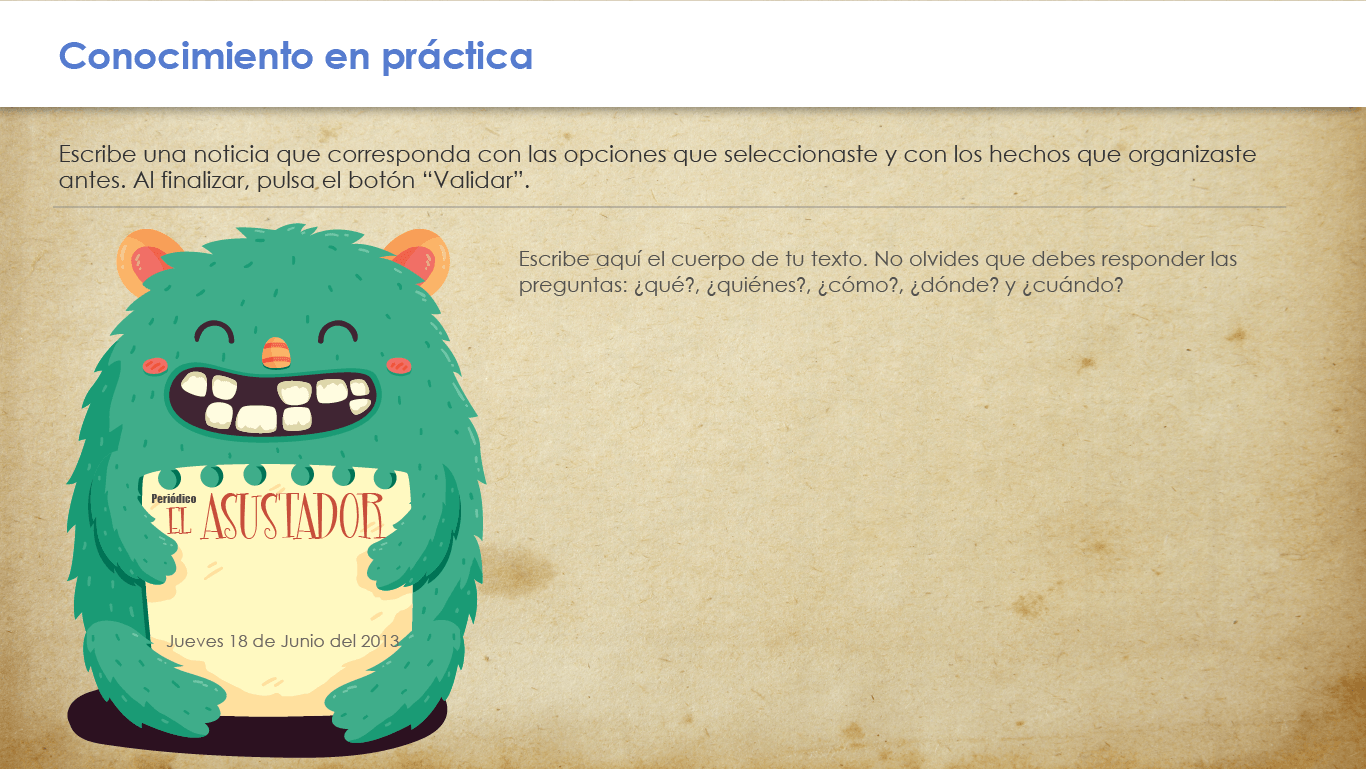 Conocimiento en práctica
Escribe una noticia que corresponda con las opciones que seleccionaste y con los hechos que organizaste
antes. Al finalizar, pulsa el botón “Validar”.
Escribe aquí el cuerpo de tu texto. No olvides que debes responder las
preguntas: ¿qué?, ¿quiénes?, ¿cómo?, ¿dónde? y ¿cuándo?
Periódico
EL ASUSTADOR
Jueves 18 de Junio del 2013